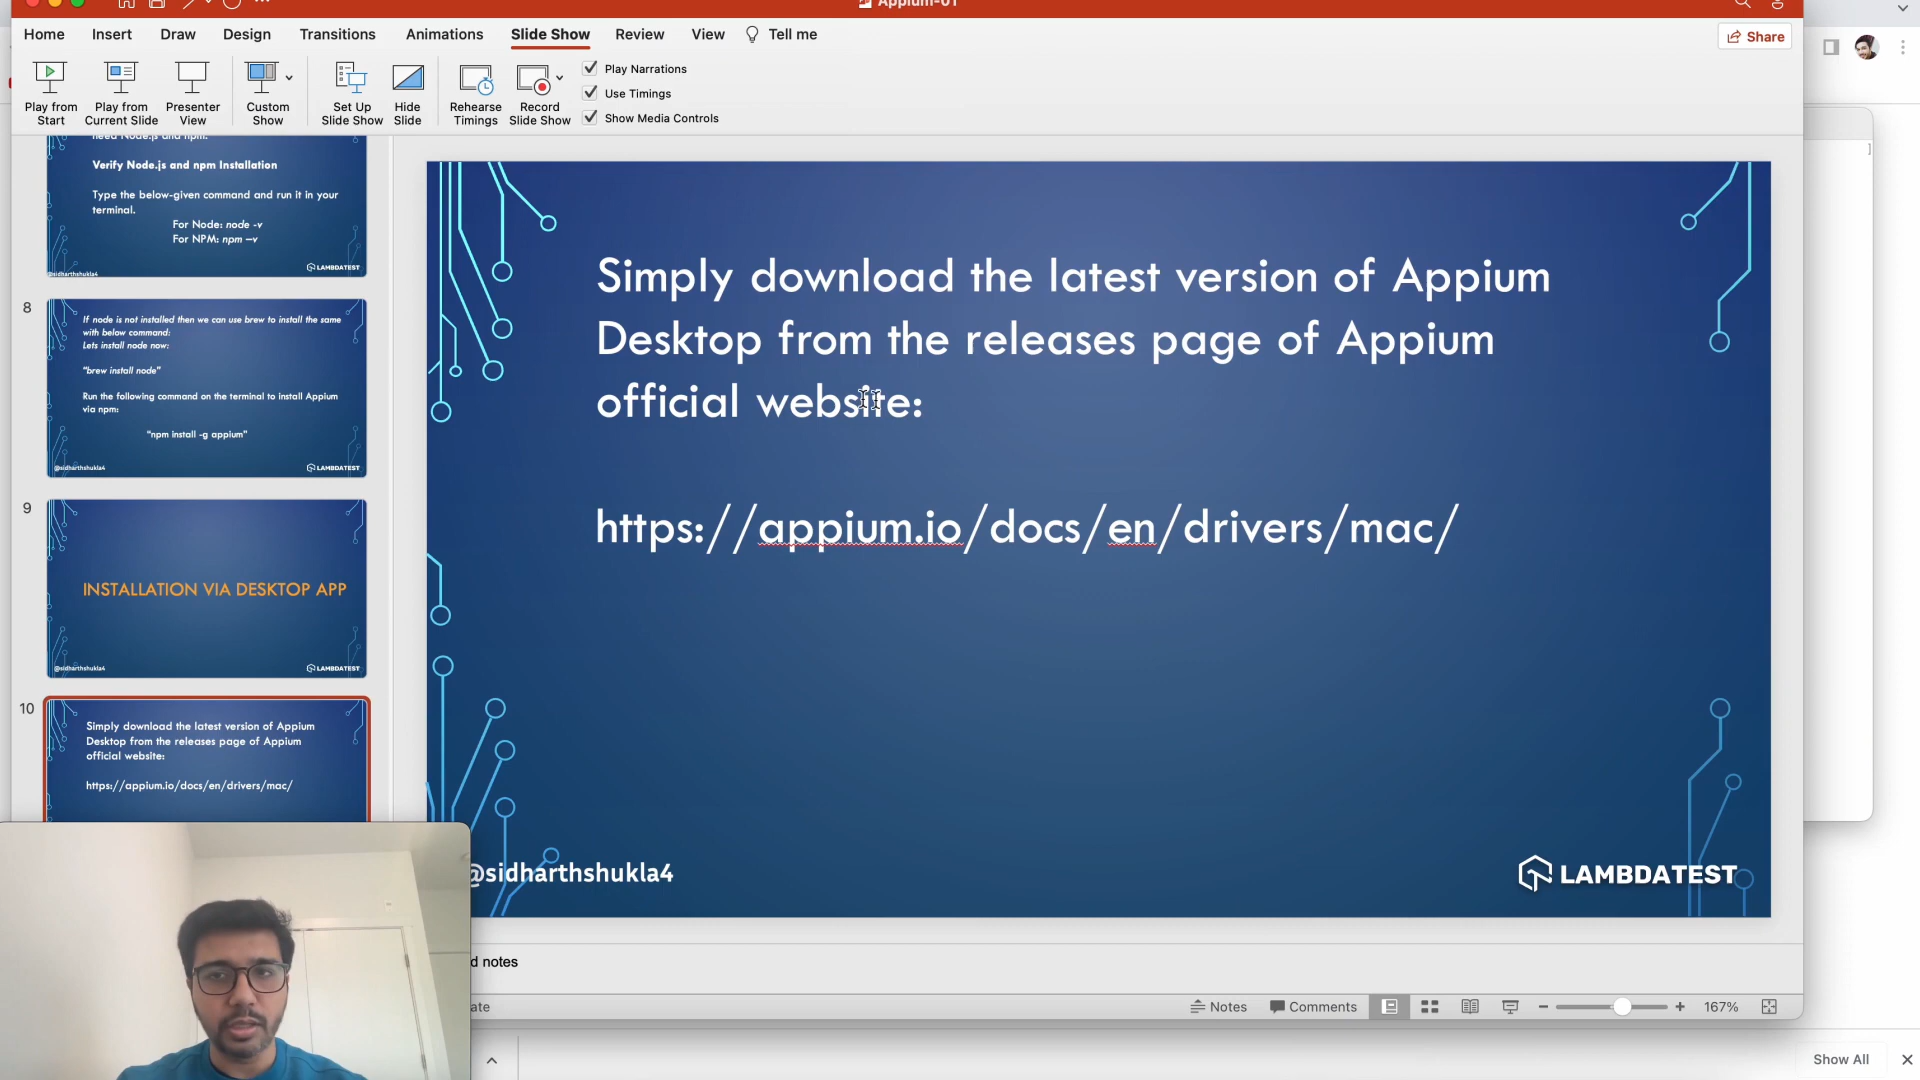 Appium-01
Home Insert Draw Design Transitions Animations Slide Show Review View Tell me
Share
Play from Start
Play from Current Slide
Presenter View
Custom Show
Set Up Slide Show
Hide Slide
Rehearse Timings
Record Slide Show
Play Narrations
Use Timings
Show Media Controls
need Node.js and npm.
Verify Node.js and npm Installation
Type the below-given command and run it in your
terminal.
For Node: node -v
For NPM: npm –v
@sidharthshukla4
LAMBDATEST
8
If node is not installed then we can use brew to install the same
with below command:
Lets install node now:
“brew install node”
Run the following command on the terminal to install Appium
via npm:
“npm install -g appium”
@sidharthshukla4
LAMBDATEST
9
INSTALLATION VIA DESKTOP APP
@sidharthshukla4
LAMBDATEST
10
Simply download the latest version of Appium
Desktop from the releases page of Appium
official website:
https://appium.io/docs/en/drivers/mac/
Simply download the latest version of Appium
Desktop from the releases page of Appium
official website:
https://appium.io/docs/en/drivers/mac/
@sidharthshukla4
LAMBDATEST
d notes
ate
Notes Comments 167%
Show All